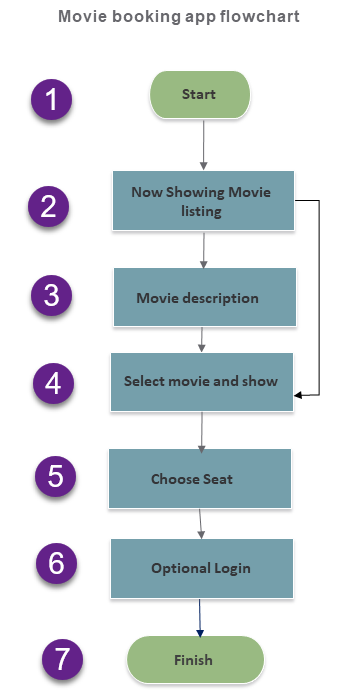 Movie booking app flowchart
1
Start
2
Now Showing Movie
listing
3
Movie description
4
Select movie and show
5
Choose Seat
6
Optional Login
7
Finish